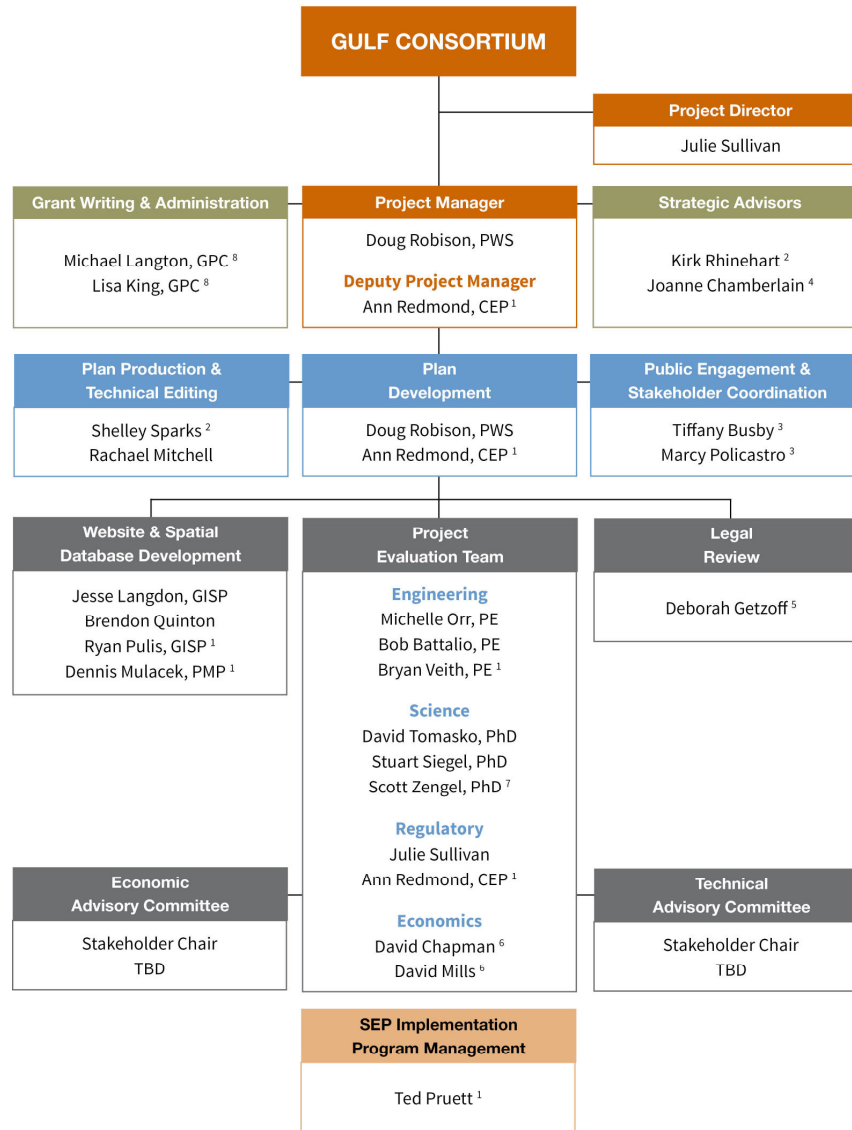 GULF CONSORTIUM
Project Director
Julie Sullivan
Grant Writing & Administration
Michael Langton, GPC 8
Lisa King, GPC 8
Project Manager
Doug Robison, PWS
Deputy Project Manager
Ann Redmond, CEP 1
Strategic Advisors
Kirk Rhinehart 2
Joanne Chamberlain 4
Plan Production &
Technical Editing
Shelley Sparks 2
Rachael Mitchell
Plan
Development
Doug Robison, PWS
Ann Redmond, CEP 1
Public Engagement &
Stakeholder Coordination
Tiffany Busby 3
Marcy Policastro 3
Website & Spatial
Database Development
Jesse Langdon, GISP
Brendon Quinton
Ryan Pulis, GISP 1
Dennis Mulacek, PMP 1
Project
Evaluation Team
Engineering
Michelle Orr, PE
Bob Battalio, PE
Bryan Veith, PE 1
Science
David Tomasko, PhD
Stuart Siegel, PhD
Scott Zengel, PhD 7
Regulatory
Julie Sullivan
Ann Redmond, CEP 1
Economics
David Chapman 6
David Mills 6
Legal
Review
Deborah Getzoff 5
Economic
Advisory Committee
Stakeholder Chair
TBD
Technical
Advisory Committee
Stakeholder Chair
TBD
SEP Implementation
Program Management
Ted Pruett 1